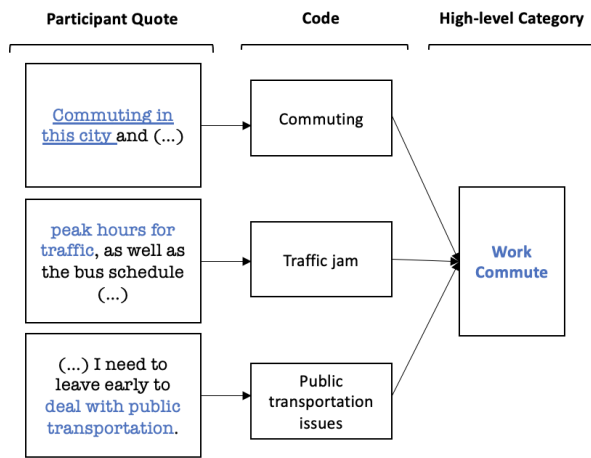 Participant Quote
Code
High-level Category
Commuting in
this city and (...)
Commuting
peak hours for
traffic, as well as
the bus schedule
(...)
Traffic jam
Work
Commute
(...) I need to
leave early to
deal with public
transportation.
Public
transportation
issues